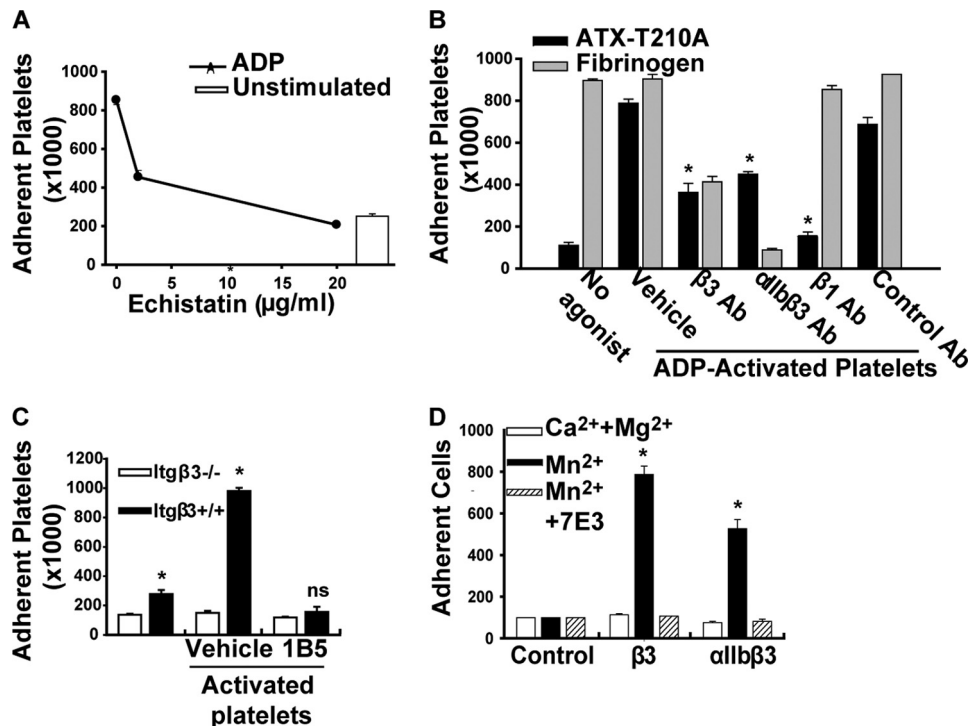 A
ADP
Unstimulated
Adherent Platelets
(x1000)
1000
800
600
400
200
0
0
5
10
15
20
*
Echistatin (µg/ml)
B
ATX-T210A
Fibrinogen
Adherent Platelets
(x1000)
1000
800
600
400
200
0
*
*
*
No
agonist
Vehicle
β3 Ab
αIIbβ3 Ab
β1 Ab
Control Ab
ADP-Activated Platelets
C
Itgβ3-/-
Itgβ3+/+
Adherent Platelets
(x1000)
1200
1000
800
600
400
200
0
*
*
ns
Vehicle 1B5
Activated
platelets
D
Ca2++Mg2+
Mn2+
Mn2+
+7E3
Adherent Cells
1000
800
600
400
200
0
*
*
Control
β3
αIIbβ3